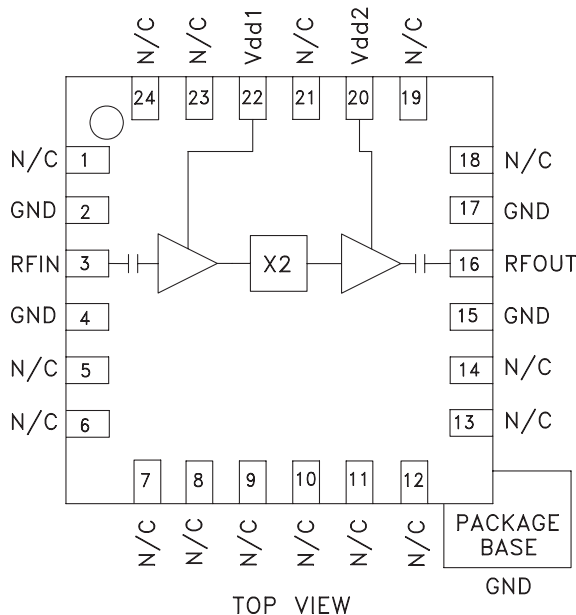 N/C N/C Vdd1 N/C Vdd2 N/C
24 23 22 21 20 19
N/C 1 18 N/C
GND 2 17 GND
RFIN 3 X2 16 RFOUT
GND 4 15 GND
N/C 5 14 N/C
N/C 6 13 N/C
7 8 9 10 11 12
N/C N/C N/C N/C N/C N/C
PACKAGE
BASE
GND
TOP VIEW